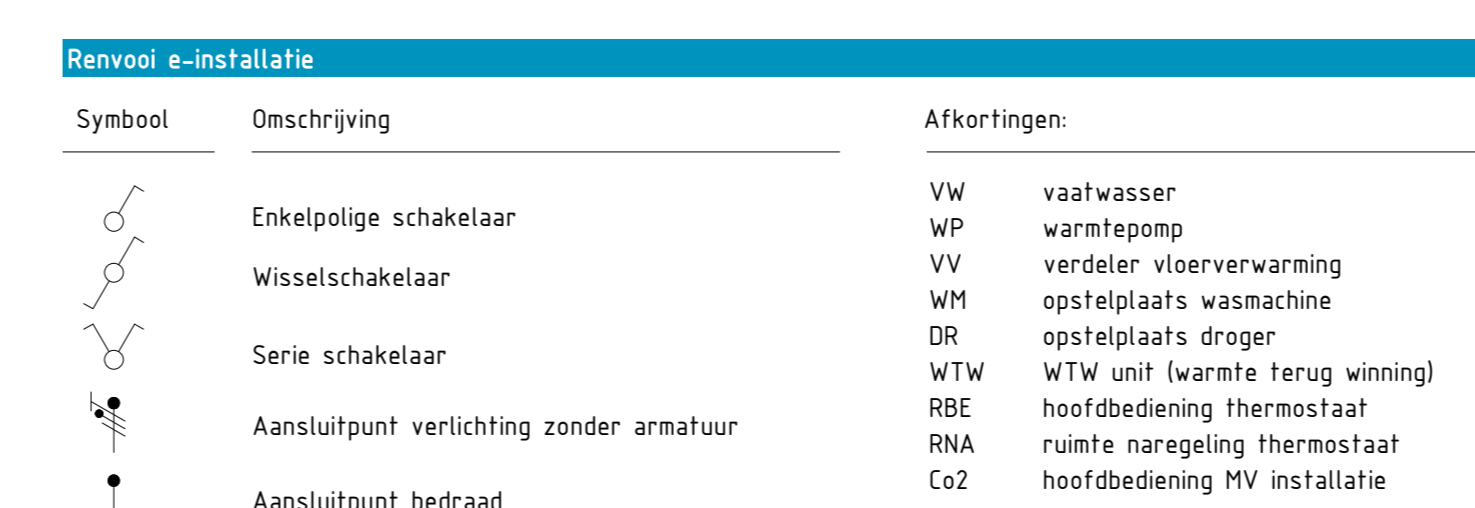 Renvooi e-installatie
Symbool Omschrijving
Enkelpolige schakelaar
Wisselschakelaar
Serie schakelaar
Aansluitpunt verlichting zonder armatuur
Aansluitpunt bedraad
Afkortingen:
VW vaatwasser
WP warmtepomp
VV verdeler vloerverwarming
WM opstelplaats wasmachine
DR opstelplaats droger
WTW WTW unit (warmte terug winning)
RBE hoofdbediening thermostaat
RNA ruimte naregeling thermostaat
Co2 hoofdbediening MV installatie